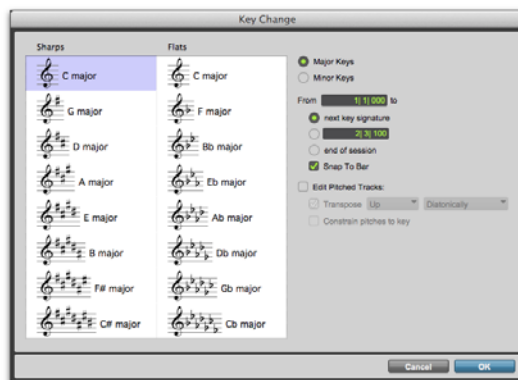 Key Change
Sharps
Flats
C major
C major
G major
F major
D major
Bb major
A major
Eb major
E major
Ab major
B major
Db major
F# major
Gb major
C# major
Cb major
Major Keys
Minor Keys
From 1| 1| 000 to
next key signature
2| 3| 100
end of session
Snap To Bar
Edit Pitched Tracks:
Transpose Up Diatonically
Constrain pitches to key
Cancel
OK